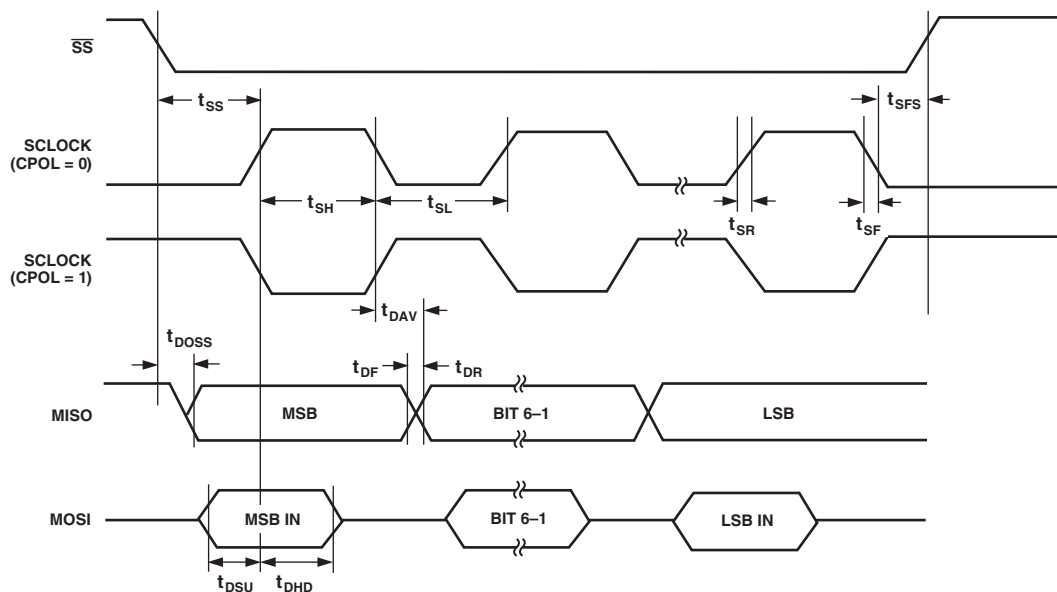 SS
tSS
tSFS
SCLOCK
(CPOL = 0)
tSH
tSL
tSR
tSF
SCLOCK
(CPOL = 1)
tDAV
tDOSS
tDF
tDR
MISO
MSB
BIT 6–1
LSB
MOSI
MSB IN
BIT 6–1
LSB IN
tDSU
tDHD